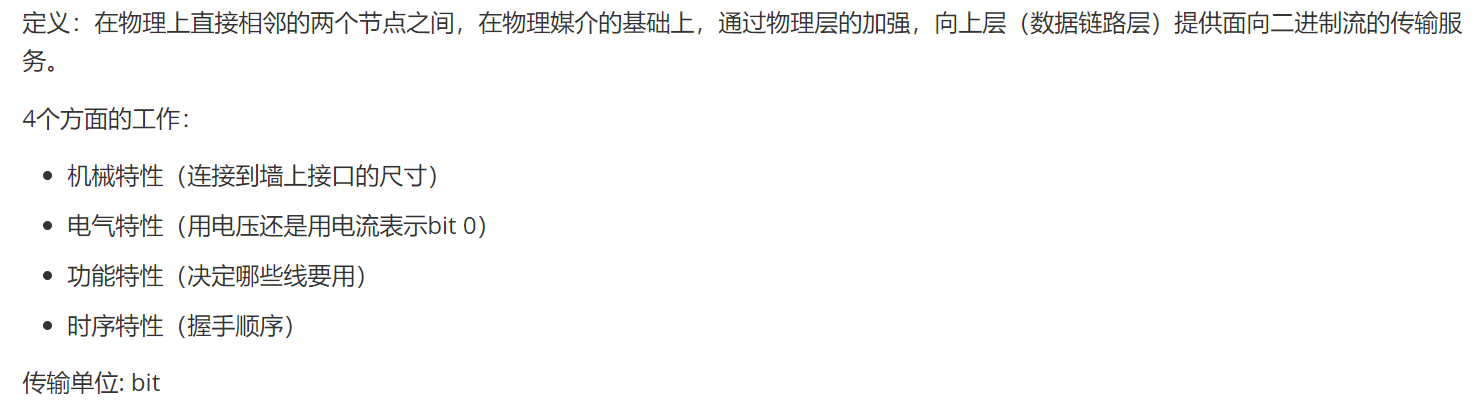 定义：在物理上直接相邻的两个节点之间，在物理媒介的基础上，通过物理层的加强，向上层（数据链路层）提供面向二进制流的传输服
务。
4个方面的工作：
• 机械特性（连接到墙上接口的尺寸）
• 电气特性（用电压还是用电流表示bit 0）
• 功能特性（决定哪些线要用）
• 时序特性（握手顺序）
传输单位: bit